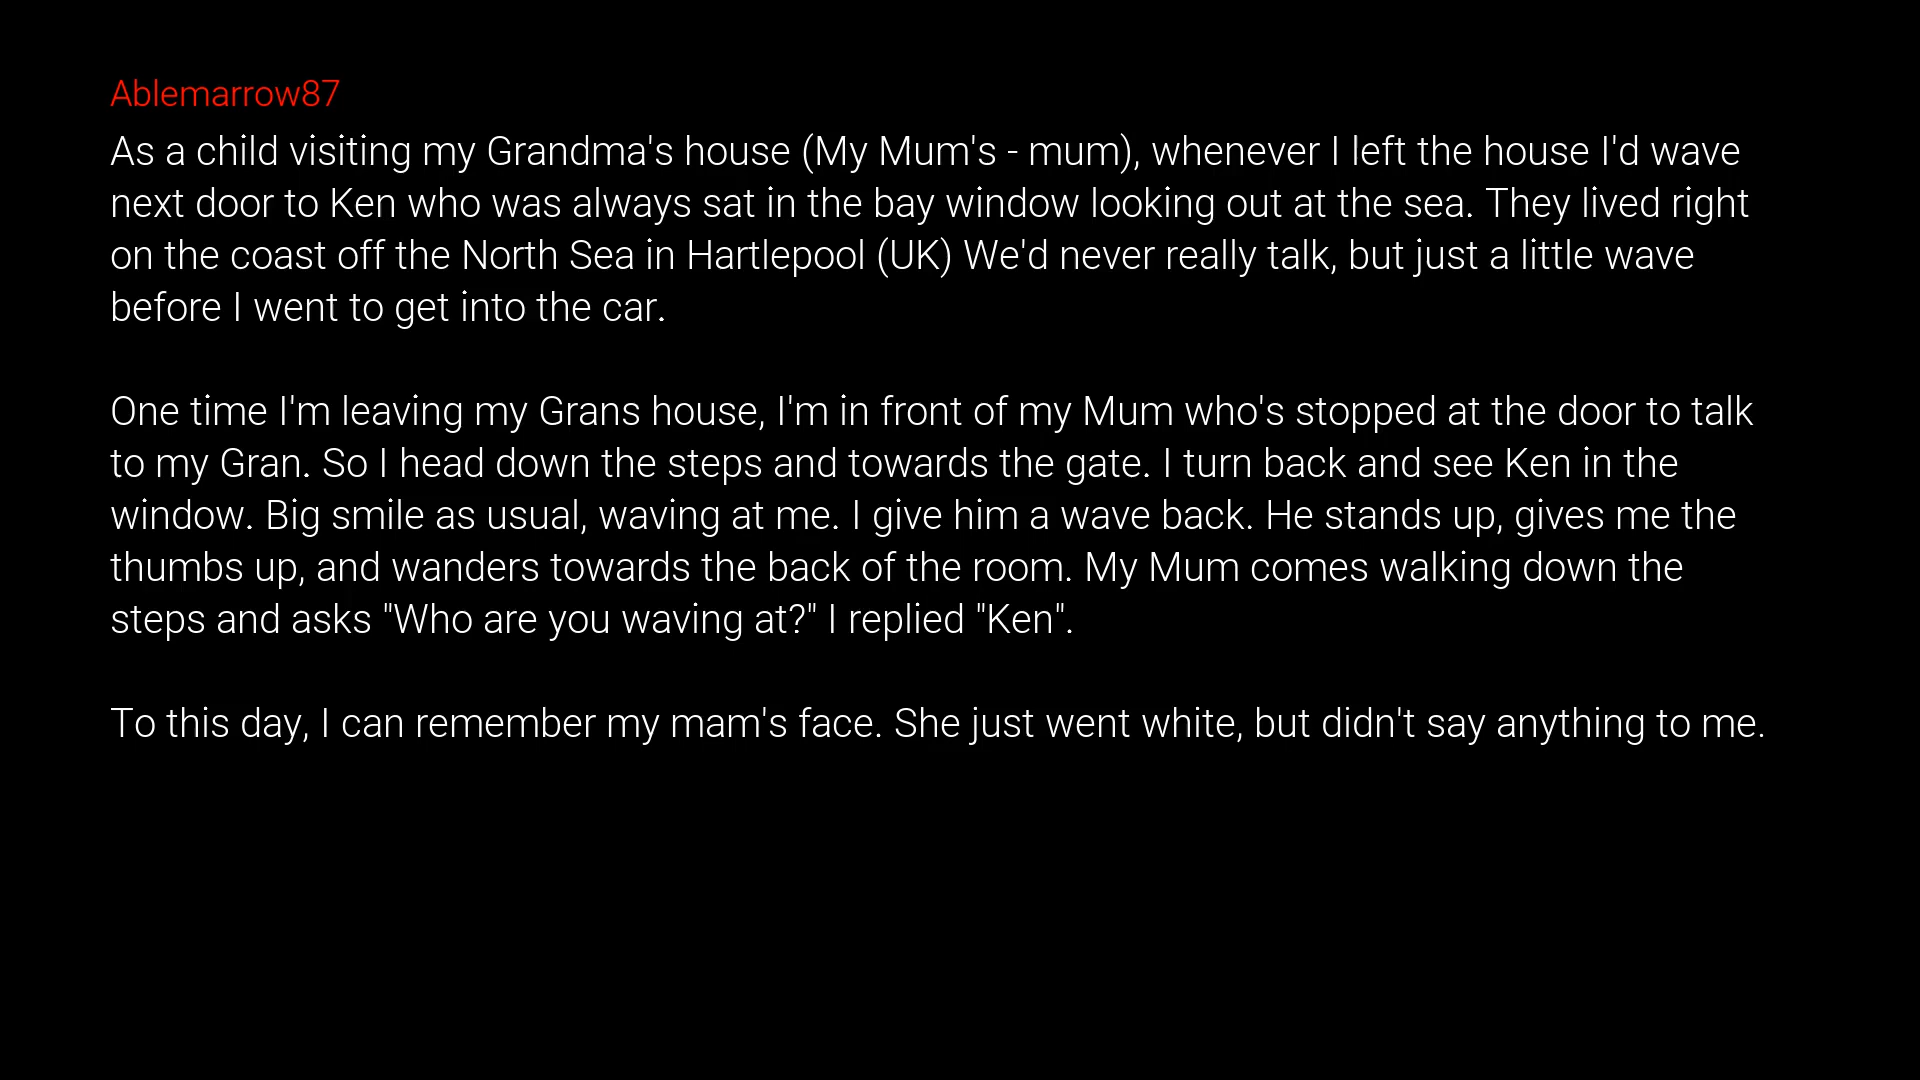 Ablemarrow87
As a child visiting my Grandma's house (My Mum's - mum), whenever I left the house I'd wave
next door to Ken who was always sat in the bay window looking out at the sea. They lived right
on the coast off the North Sea in Hartlepool (UK) We'd never really talk, but just a little wave
before I went to get into the car.
One time I'm leaving my Grans house, I'm in front of my Mum who's stopped at the door to talk
to my Gran. So I head down the steps and towards the gate. I turn back and see Ken in the
window. Big smile as usual, waving at me. I give him a wave back. He stands up, gives me the
thumbs up, and wanders towards the back of the room. My Mum comes walking down the
steps and asks "Who are you waving at?" I replied "Ken".
To this day, I can remember my mam's face. She just went white, but didn't say anything to me.